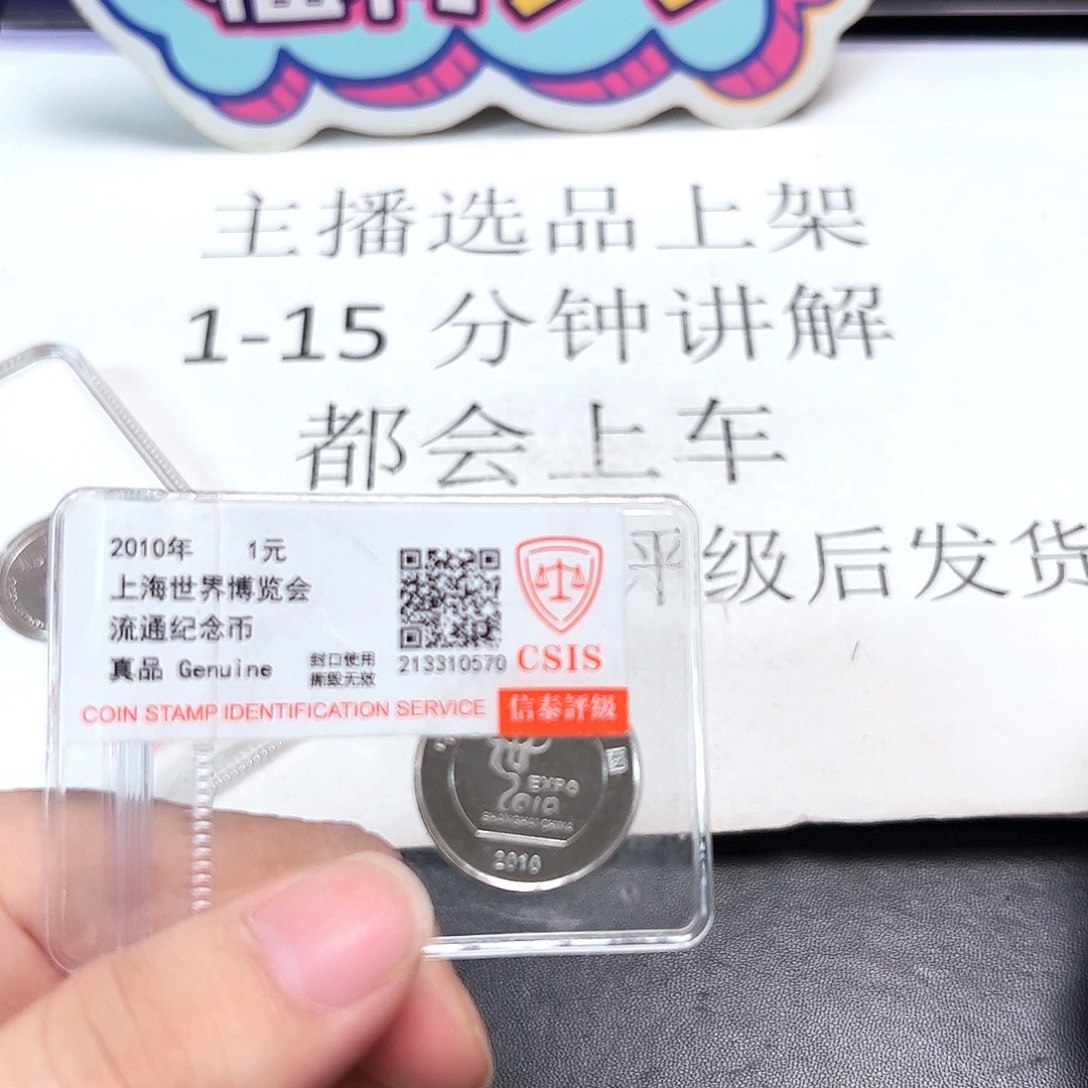 主播选品上架
1-15 分钟讲解
都会上车
评级后发货
2010年 1元
上海世界博览会
流通纪念币
真品 Genuine
封口使用
撕毁无效
213310570
CSIS
COIN STAMP IDENTIFICATION SERVICE
信泰評級
EXPO
2010
SHANGHAI CHINA
2010